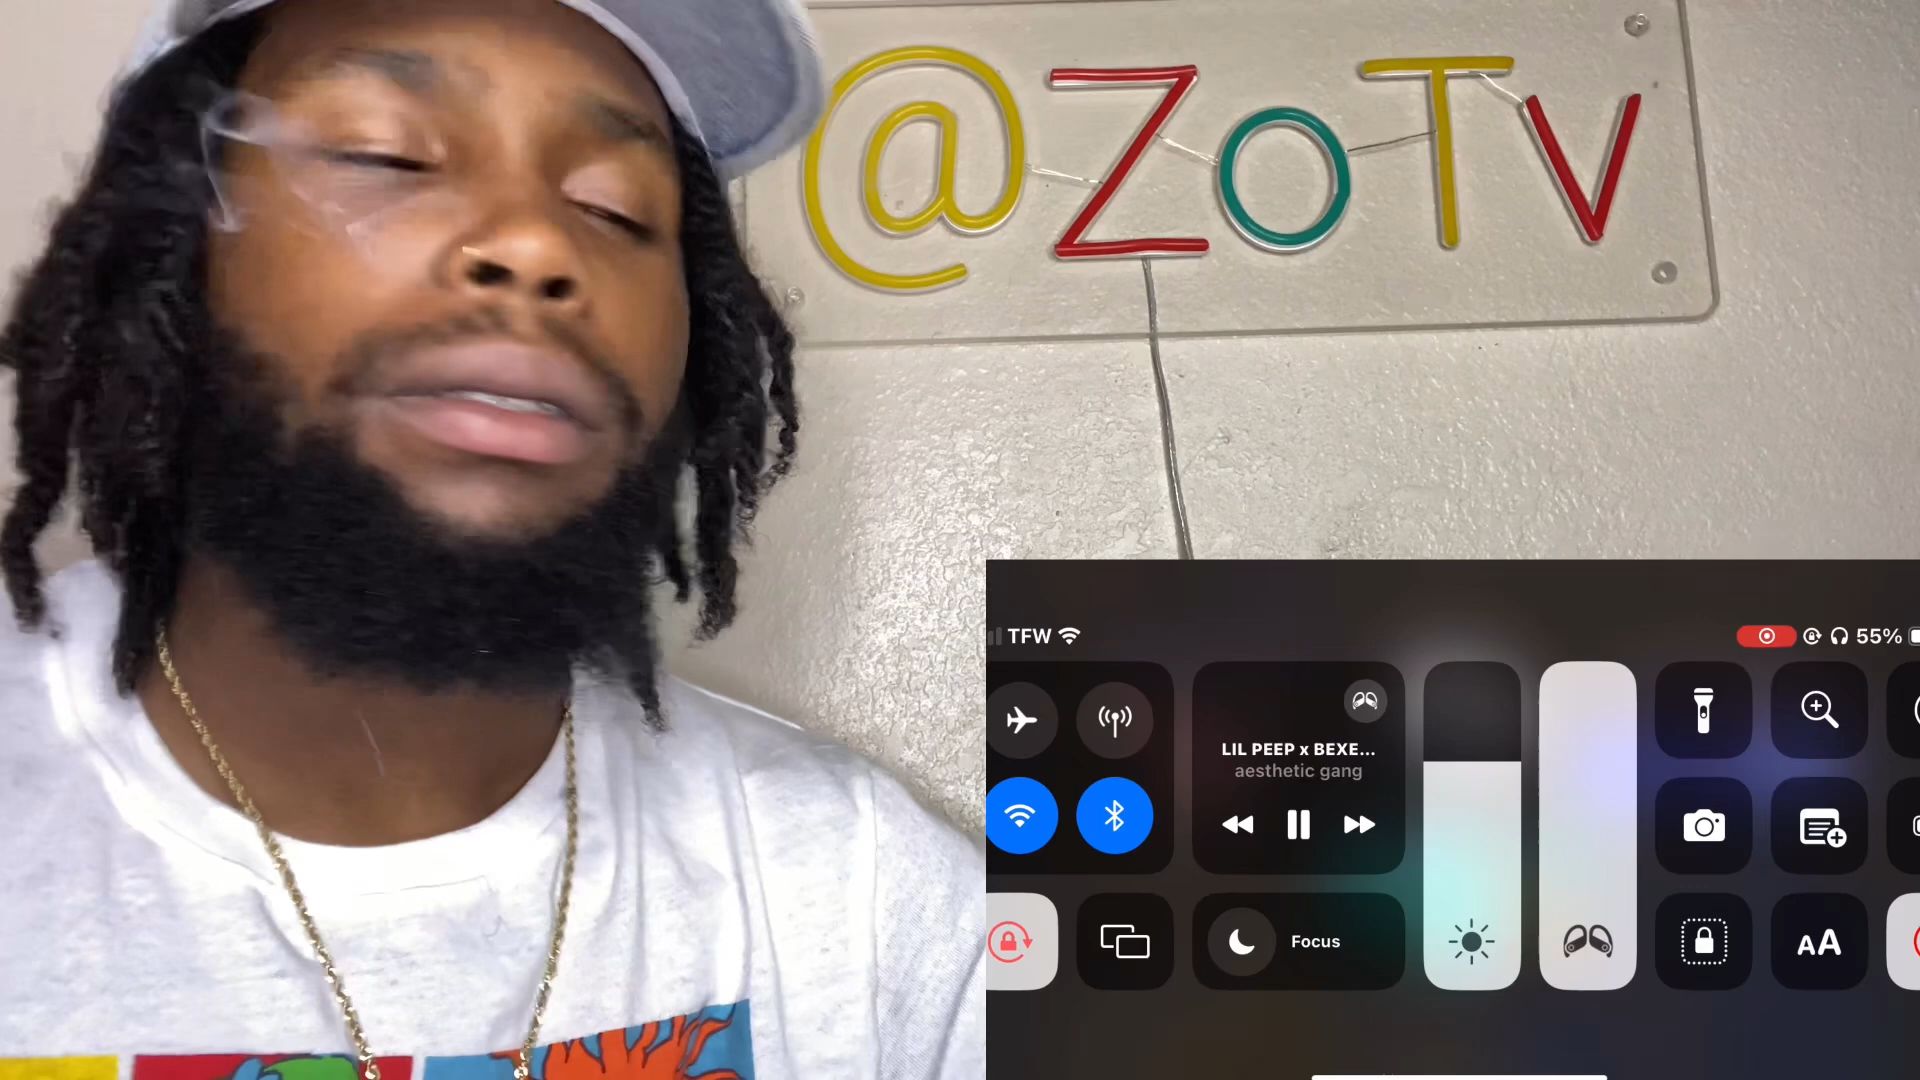 @ZoTV
TFW
55%
LIL PEEP x BEXE...
aesthetic gang
Focus
AA